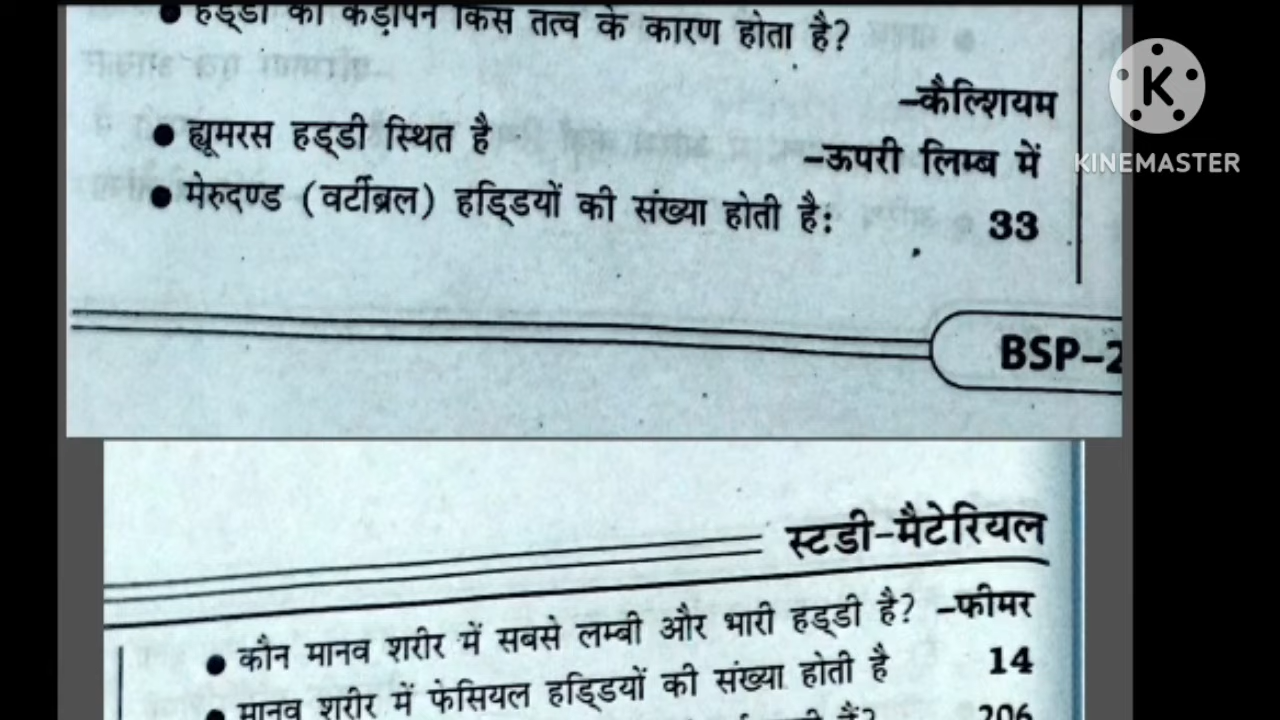 ● हड्डी का कड़ापन किस तत्व के कारण होता है?
–कैल्शियम
● ह्यूमरस हड्डी स्थित है
–ऊपरी लिम्ब में
● मेरुदण्ड (वर्टीब्रल) हड्डियों की संख्या होती है: 33
BSP–2
स्टडी-मैटेरियल
● कौन मानव शरीर में सबसे लम्बी और भारी हड्डी है? –फीमर
● मानव शरीर में फेसियल हड्डियों की संख्या होती है 14
206
K
KINEMASTER